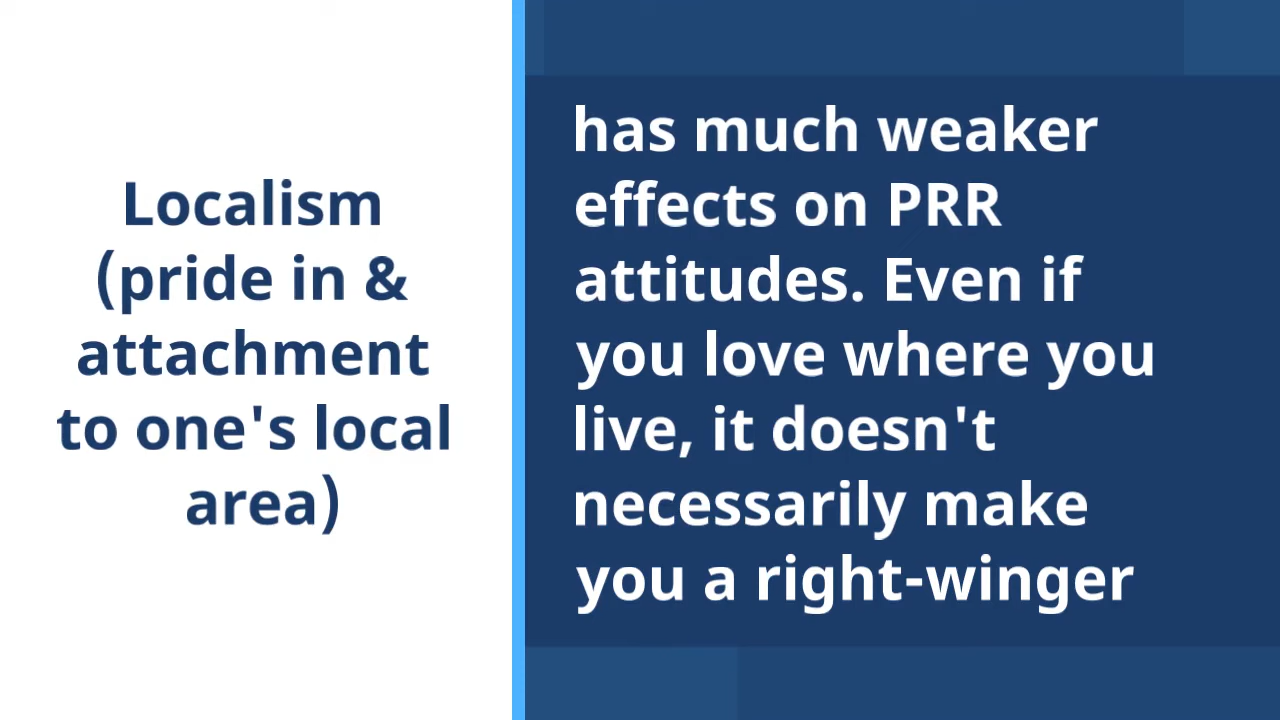 Localism
(pride in &
attachment
to one's local
area)
has much weaker
effects on PRR
attitudes. Even if
you love where you
live, it doesn't
necessarily make
you a right-winger